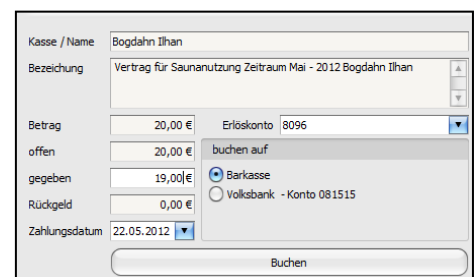 Kasse / Name Bogdahn Ilhan
Bezeichung Vertrag für Saunanutzung Zeitraum Mai - 2012 Bogdahn Ilhan
Betrag 20,00 € Erlöskonto 8096
offen 20,00 € buchen auf
gegeben 19,00 € Barkasse
Volksbank - Konto 081515
Rückgeld 0,00 €
Zahlungsdatum 22.05.2012
Buchen